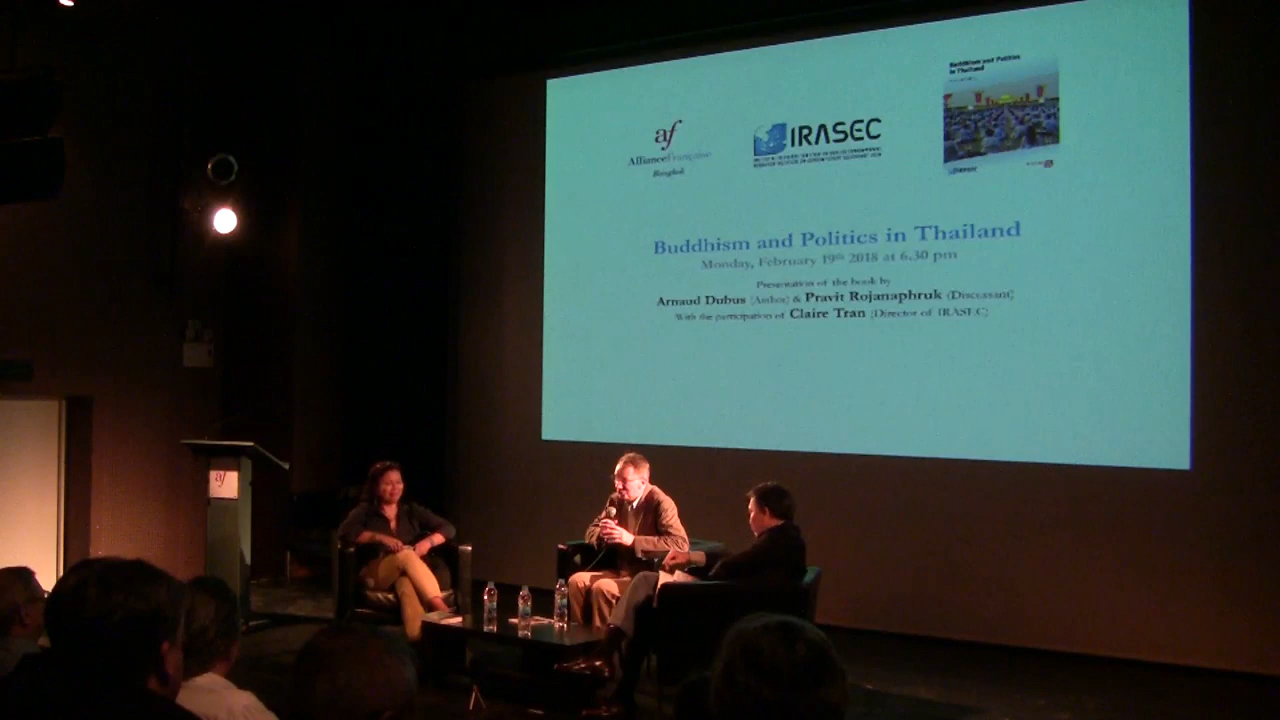 af
AllianceFrançaise
Bangkok
IRASEC
Buddhism and Politics
in Thailand
Buddhism and Politics in Thailand
Monday, February 19th 2018 at 6.30 pm
Presentation of the book by
Arnaud Dubus (Author) & Pravit Rojanaphruk (Discussant)
With the participation of Claire Tran (Director of IRASEC)
af